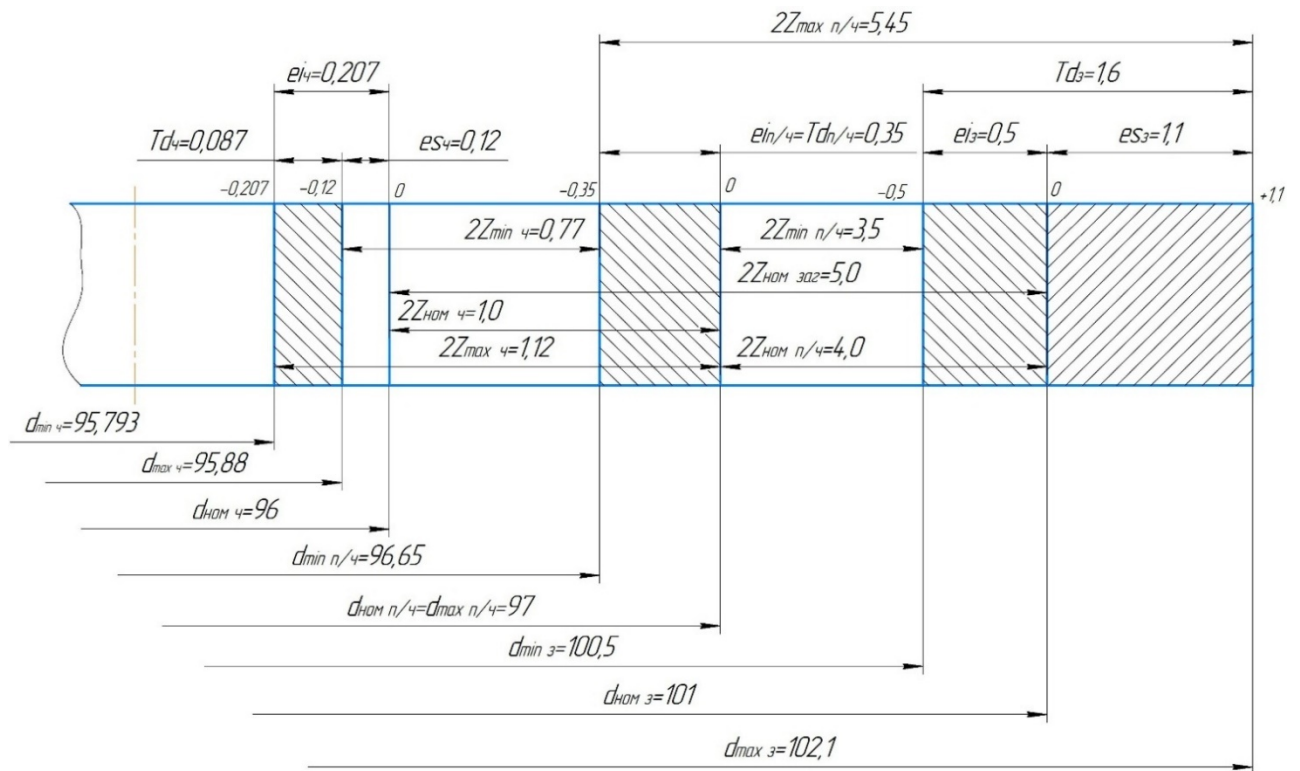 2Zmax п/ч=5,45
eiч=0,207
Tdз=1,6
Tdч=0,087
esч=0,12
eiп/ч=Tdп/ч=0,35
eiз=0,5
esз=1,1
-0,207
-0,12
0
-0,35
0
-0,5
0
+1,1
2Zmin ч=0,77
2Zmin п/ч=3,5
2Zном заг=5,0
2Zном ч=1,0
2Zmax ч=1,12
2Zном п/ч=4,0
dmin ч=95,793
dmax ч=95,88
dном ч=96
dmin п/ч=96,65
dном п/ч=dmax п/ч=97
dmin з=100,5
dном з=101
dmax з=102,1